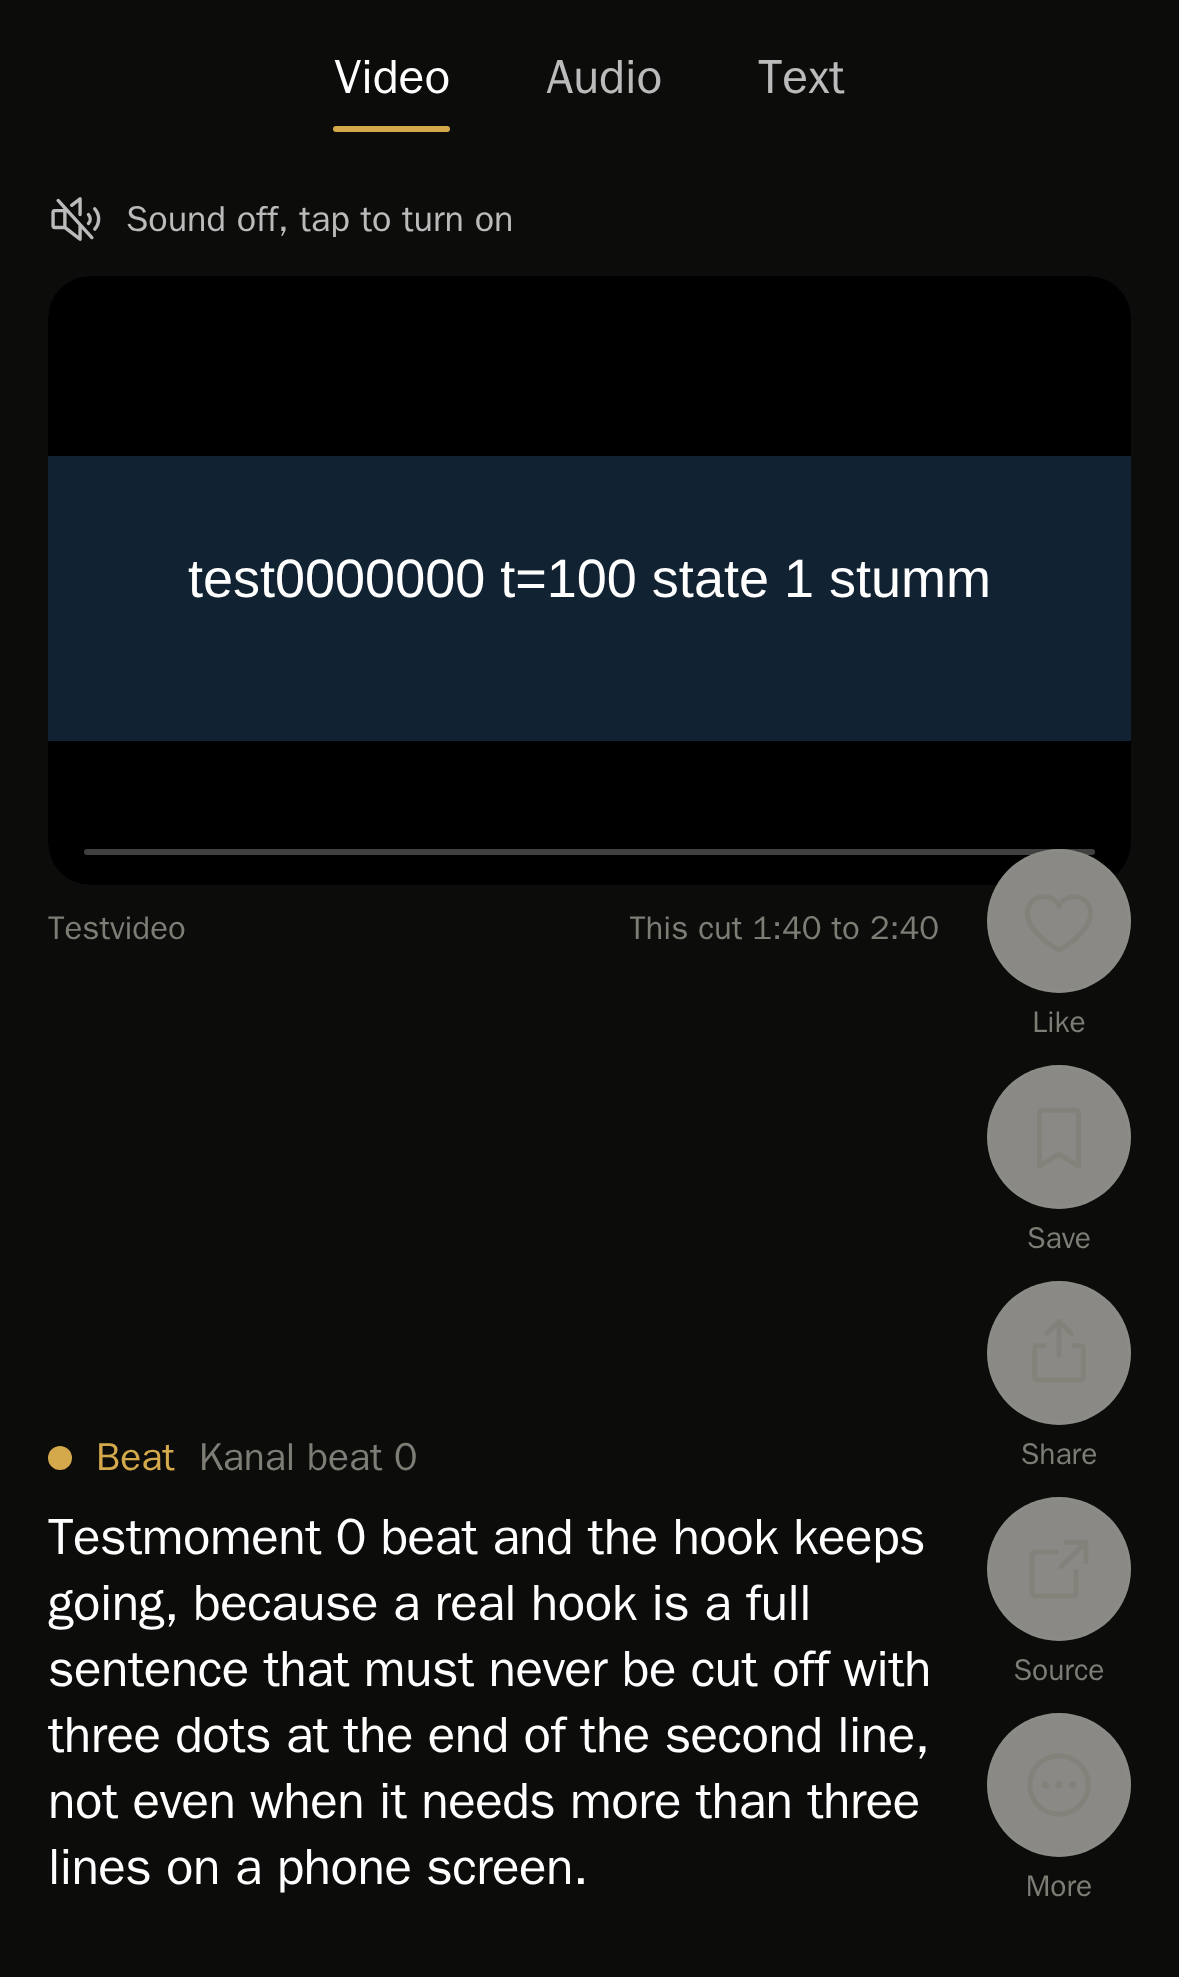 Video Audio Text
Sound off, tap to turn on
test0000000 t=100 state 1 stumm
Testvideo This cut 1:40 to 2:40
Like
Save
Share
Source
More
Beat Kanal beat 0
Testmoment 0 beat and the hook keeps
going, because a real hook is a full
sentence that must never be cut off with
three dots at the end of the second line,
not even when it needs more than three
lines on a phone screen.